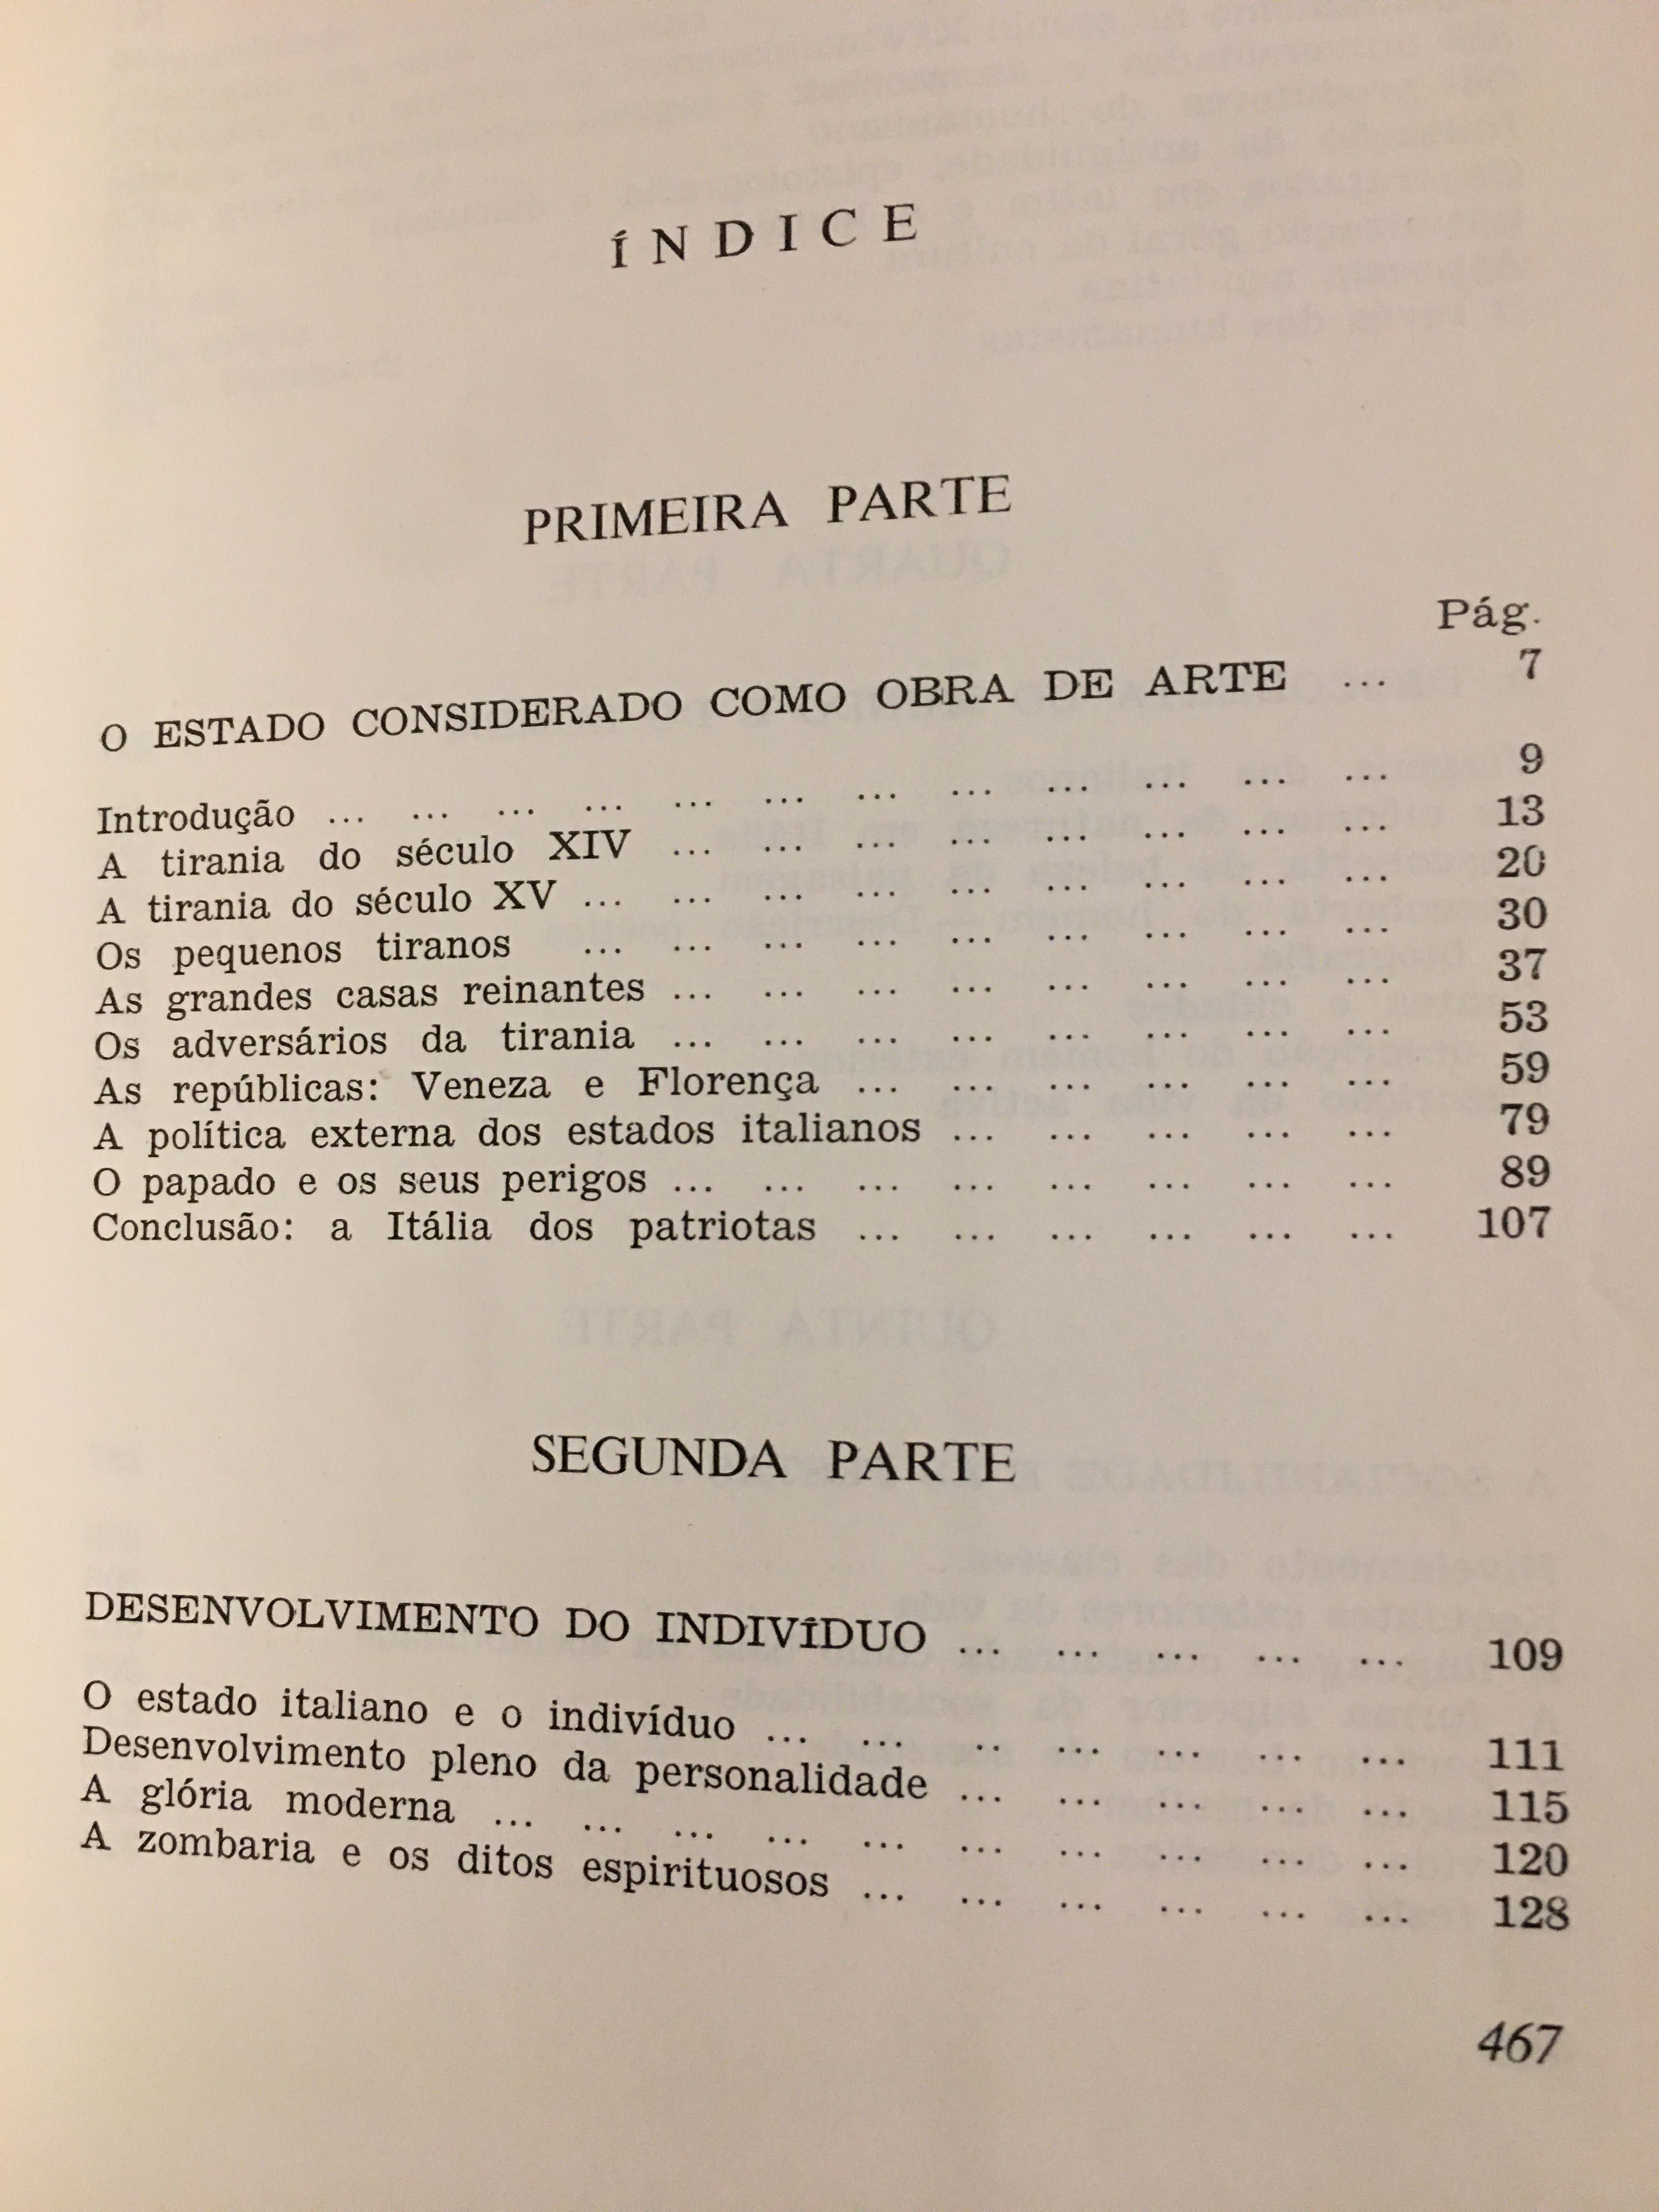 ÍNDICE
PRIMEIRA PARTE
Pág.
O ESTADO CONSIDERADO COMO OBRA DE ARTE ... 7
Introdução ... ... ... ... ... ... ... ... ... ... ... ... 9
A tirania do século XIV ... ... ... ... ... ... ... ... 13
A tirania do século XV ... ... ... ... ... ... ... ... ... 20
Os pequenos tiranos ... ... ... ... ... ... ... ... ... 30
As grandes casas reinantes ... ... ... ... ... ... ... ... 37
Os adversários da tirania ... ... ... ... ... ... ... ... 53
As repúblicas: Veneza e Florença ... ... ... ... ... ... 59
A política externa dos estados italianos ... ... ... ... ... 79
O papado e os seus perigos ... ... ... ... ... ... ... ... 89
Conclusão: a Itália dos patriotas ... ... ... ... ... ... 107
SEGUNDA PARTE
DESENVOLVIMENTO DO INDIVÍDUO ... ... ... ... ... 109
O estado italiano e o indivíduo ... ... .. ... ... ... ... 111
Desenvolvimento pleno da personalidade ... ... ... ... ... 115
A glória moderna ... ... ... ... ... ... ... ... ... ... 120
A zombaria e os ditos espirituosos ... ... ... ... ... ... 128
467